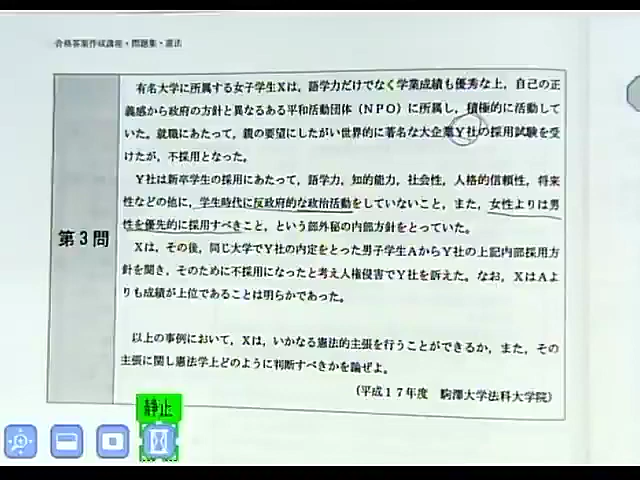 合格答案作成講座・問題集・憲法
有名大学に所属する女子学生Xは，語学力だけでなく学業成績も優秀な上，自己の正
義感から政府の方針と異なるある平和活動団体（NPO）に所属し，積極的に活動して
いた。就職にあたって，親の要望にしたがい世界的に著名な大企業Y社の採用試験を受
けたが，不採用となった。
Y社は新卒学生の採用にあたって，語学力，知的能力，社会性，人格的信頼性，将来
性などの他に，学生時代に反政府的な政治活動をしていないこと，また，女性よりは男
性を優先的に採用すべきこと，という部外秘の内部方針をとっていた。
第3問
Xは，その後，同じ大学でY社の内定をとった男子学生AからY社の上記内部採用方
針を聞き，そのために不採用になったと考え人権侵害でY社を訴えた。なお，XはAよ
りも成績が上位であることは明らかであった。
以上の事例において，Xは，いかなる憲法的主張を行うことができるか，また，その
主張に関し憲法学上どのように判断すべきかを論ぜよ。
（平成17年度　駒澤大学法科大学院）
静止